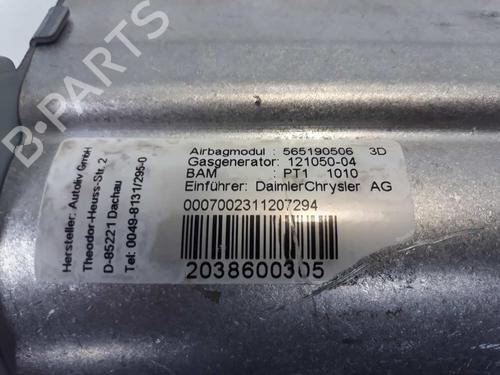 B-PARTS
Hersteller: Autoliv GmbH
Theodor-Heuss-Str. 2
D-85221 Dachau
Tel: 0049-8131/295-0
Airbagmodul : 565190506 3D
Gasgenerator: 121050-04
BAM : PT1 1010
Einführer: DaimlerChrysler AG
0007002311207294
2038600305